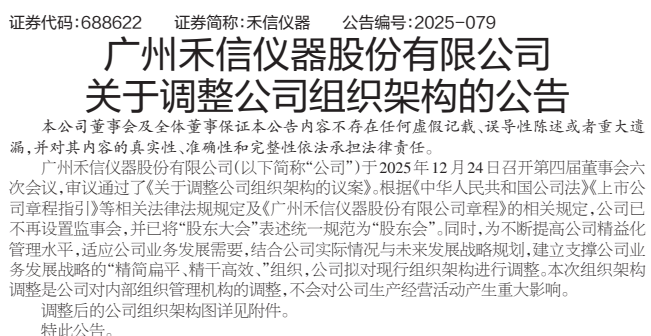 证券代码:688622 证券简称:禾信仪器 公告编号:2025-079
广州禾信仪器股份有限公司
关于调整公司组织架构的公告
本公司董事会及全体董事保证本公告内容不存在任何虚假记载、误导性陈述或者重大遗
漏,并对其内容的真实性、准确性和完整性依法承担法律责任。
广州禾信仪器股份有限公司(以下简称“公司”)于2025年12月24日召开第四届董事会六
次会议,审议通过了《关于调整公司组织架构的议案》。根据《中华人民共和国公司法》《上市公
司章程指引》等相关法律法规规定及《广州禾信仪器股份有限公司章程》的相关规定,公司已
不再设置监事会,并已将“股东大会”表述统一规范为“股东会”。同时,为不断提高公司精益化
管理水平,适应公司业务发展需要,结合公司实际情况与未来发展战略规划,建立支撑公司业
务发展战略的“精简扁平、精干高效、”组织,公司拟对现行组织架构进行调整。本次组织架构
调整是公司对内部组织管理机构的调整,不会对公司生产经营活动产生重大影响。
调整后的公司组织架构图详见附件。
特此公告。